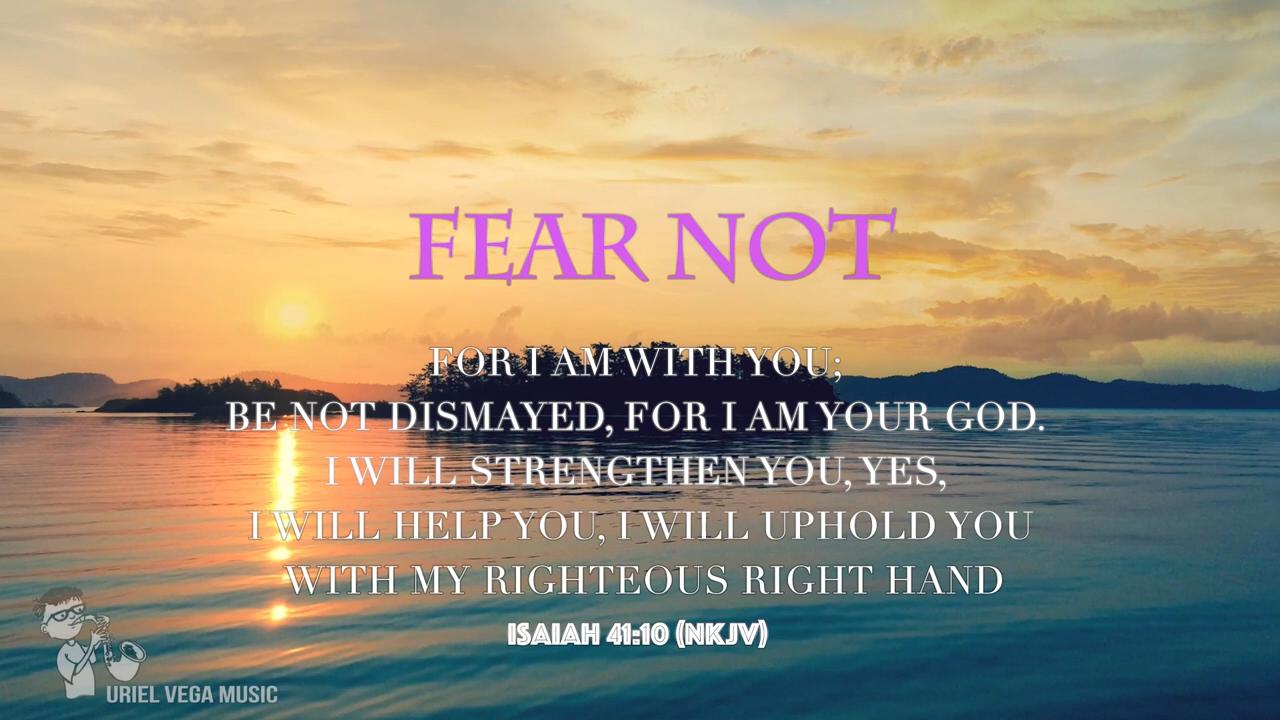 FEAR NOT
FOR I AM WITH YOU;
BE NOT DISMAYED, FOR I AM YOUR GOD.
I WILL STRENGTHEN YOU, YES,
I WILL HELP YOU, I WILL UPHOLD YOU
WITH MY RIGHTEOUS RIGHT HAND
ISAIAH 41:10 (NKJV)
URIEL VEGA MUSIC